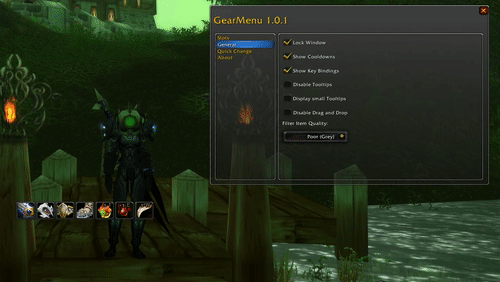 GearMenu 1.0.1
Slots
General
Quick Change
About
Lock Window
Show Cooldowns
Show Key Bindings
Disable Tooltips
Display small Tooltips
Disable Drag and Drop
Filter Item Quality:
Poor (Grey)